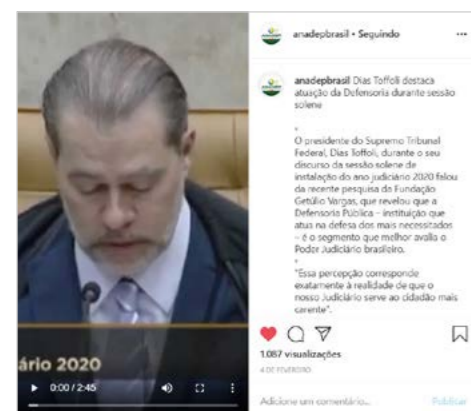 anadepbrasil • Seguindo
anadepbrasil Dias Toffoli destaca
atuação da Defensoria durante sessão
solene
O presidente do Supremo Tribunal
Federal, Dias Toffoli, durante o seu
discurso da sessão solene de
instalação do ano judiciário 2020 falou
da recente pesquisa da Fundação
Getúlio Vargas, que revelou que a
Defensoria Pública – instituição que
atua na defesa dos mais necessitados
– é o segmento que melhor avalia o
Poder Judiciário brasileiro.
"Essa percepção corresponde
exatamente à realidade de que o
nosso Judiciário serve ao cidadão mais
carente".
1.087 visualizações
4 DE FEVEREIRO
Adicione um comentário...
Publicar
ário 2020
0:00 / 2:45